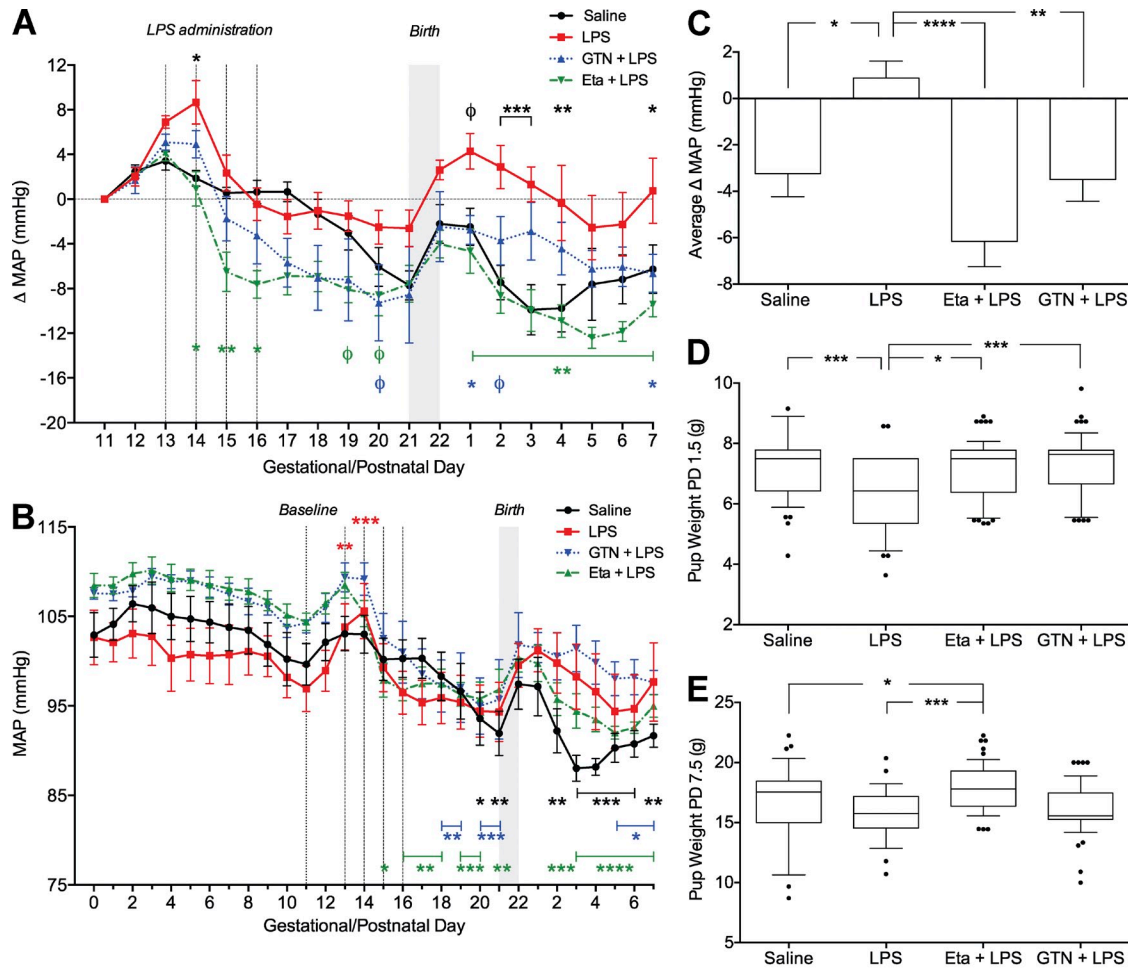 A
LPS administration
Birth
Saline
LPS
GTN + LPS
Eta + LPS
*
ϕ
***
**
*
Δ MAP (mmHg)
12
8
4
0
-4
-8
-12
-16
-20
* ** * ϕ ϕ **
ϕ * ϕ *
11 12 13 14 15 16 17 18 19 20 21 22 1 2 3 4 5 6 7
Gestational/Postnatal Day
B
Baseline
Birth
Saline
LPS
GTN + LPS
Eta + LPS
** ***
MAP (mmHg)
115
105
95
85
75
* ** ** *** **
** *** *
* ** *** ** *** ****
0 2 4 6 8 10 12 14 16 18 20 22 2 4 6
Gestational/Postnatal Day
C
* **** **
Average Δ MAP (mmHg)
2
0
-2
-4
-6
-8
Saline LPS Eta + LPS GTN + LPS
D
*** * ***
Pup Weight PD 1.5 (g)
10
8
6
4
2
Saline LPS Eta + LPS GTN + LPS
E
* ***
Pup Weight PD 7.5 (g)
25
20
15
10
5
Saline LPS Eta + LPS GTN + LPS